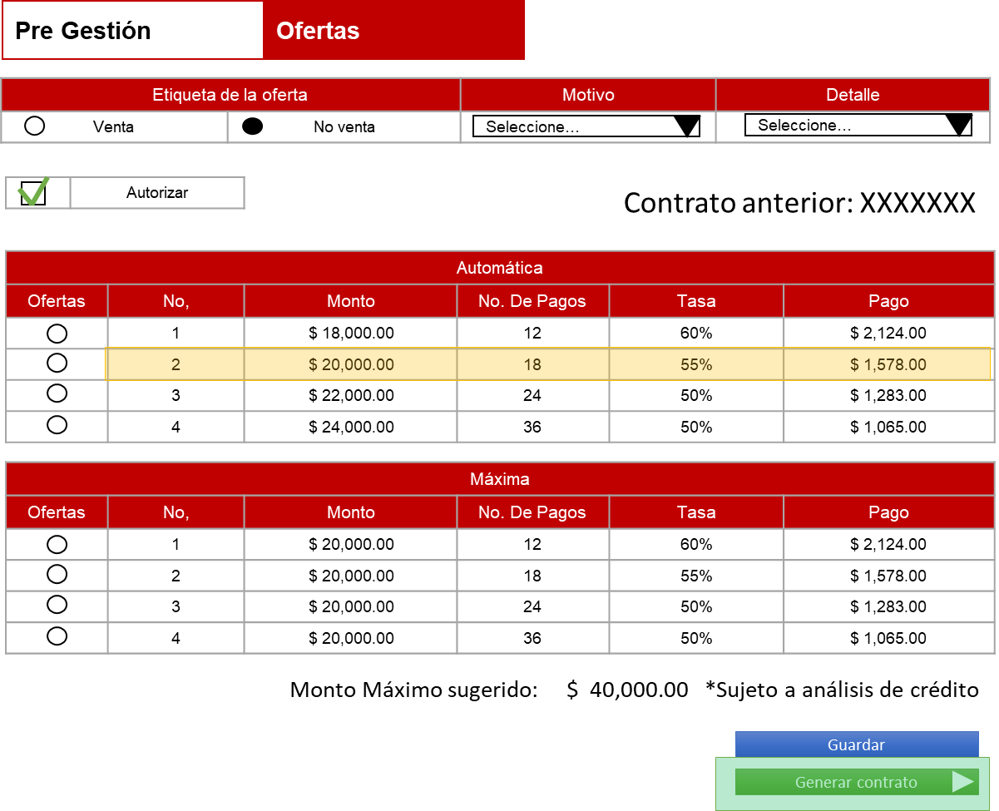 Pre Gestión Ofertas
Etiqueta de la oferta Motivo Detalle
Venta No venta Seleccione... Seleccione...
Autorizar
Contrato anterior: XXXXXXX
Automática
Ofertas No, Monto No. De Pagos Tasa Pago
1 $ 18,000.00 12 60% $ 2,124.00
2 $ 20,000.00 18 55% $ 1,578.00
3 $ 22,000.00 24 50% $ 1,283.00
4 $ 24,000.00 36 50% $ 1,065.00
Máxima
Ofertas No, Monto No. De Pagos Tasa Pago
1 $ 20,000.00 12 60% $ 2,124.00
2 $ 20,000.00 18 55% $ 1,578.00
3 $ 20,000.00 24 50% $ 1,283.00
4 $ 20,000.00 36 50% $ 1,065.00
Monto Máximo sugerido: $ 40,000.00 *Sujeto a análisis de crédito
Guardar
Generar contrato